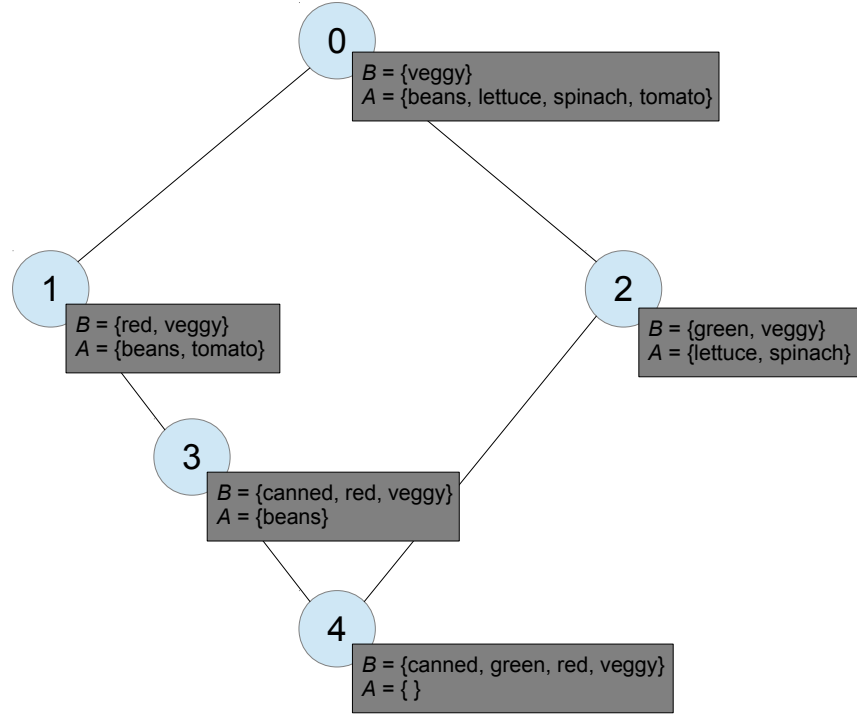 0
B = {veggy}
A = {beans, lettuce, spinach, tomato}
1
B = {red, veggy}
A = {beans, tomato}
2
B = {green, veggy}
A = {lettuce, spinach}
3
B = {canned, red, veggy}
A = {beans}
4
B = {canned, green, red, veggy}
A = { }